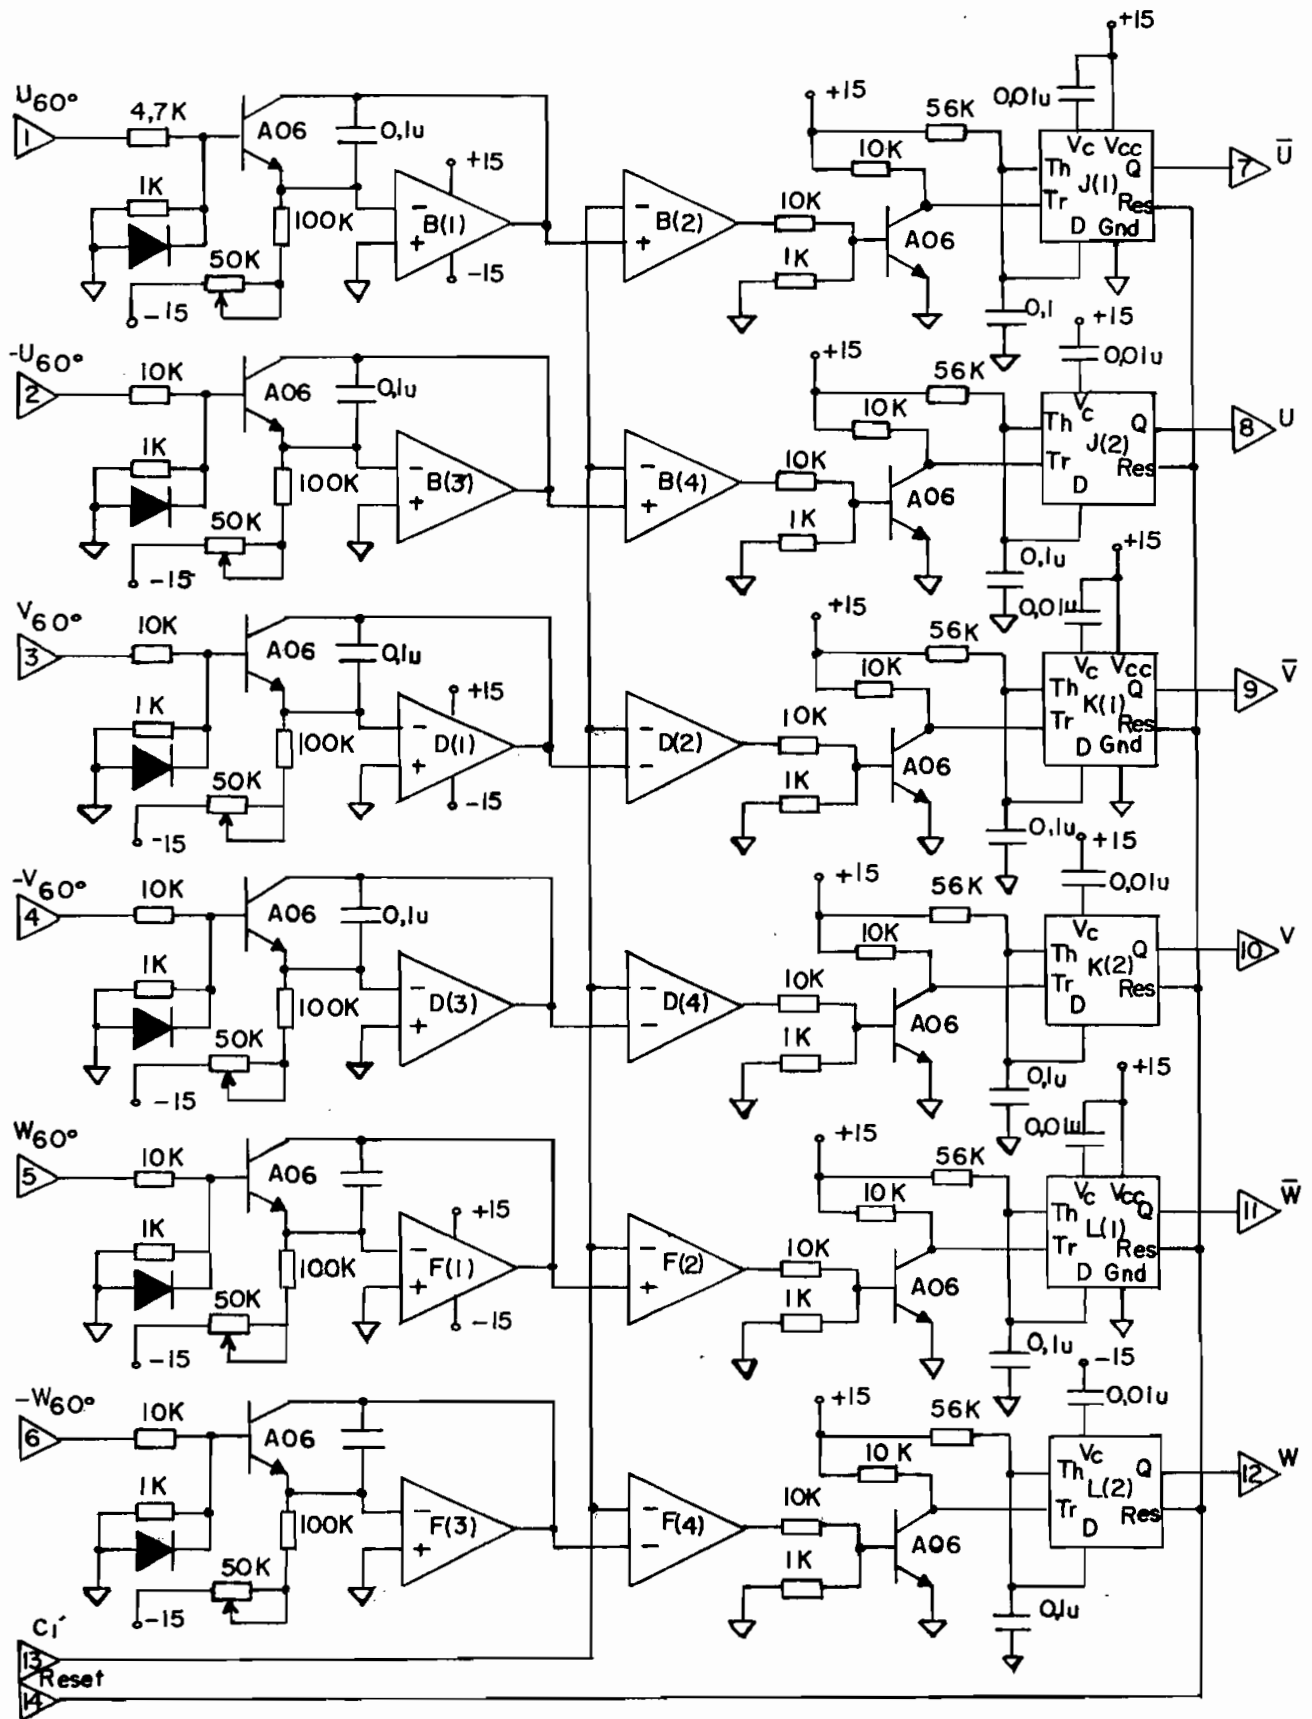 +15
U60°
1
4,7K
A06
0,1u
+15
56K
0,01u
Vc Vcc
Th Q
J(1)
Tr Res
D Gnd
7
U̅
1K
100K
+15
- B(1)
+
-15
50K
-15
- B(2)
+
10K
10K
A06
1K
0,1
-U60°
2
10K
A06
0,1u
+15
56K
+15
0,01u
Vc
Th Q
J(2)
Tr Res
D
8
U
1K
100K
- B(3)
+
50K
-15
- B(4)
+
10K
10K
A06
1K
0,1u
V60°
3
10K
A06
0,1u
+15
56K
+15
0,01u
Vc Vcc
Th Q
K(1)
Tr Res
D Gnd
9
V̅
1K
100K
+15
- D(1)
+
-15
50K
-15
- D(2)
-
10K
10K
A06
1K
0,1u
-V60°
4
10K
A06
0,1u
+15
56K
+15
0,01u
Vc
Th Q
K(2)
Tr Res
D
10
V
1K
100K
- D(3)
+
50K
-15
- D(4)
-
10K
10K
A06
1K
0,1u
W60°
5
10K
A06
+15
56K
+15
0,01u
Vc Vcc
Th Q
L(1)
Tr Res
D Gnd
11
W̅
1K
100K
+15
- F(1)
+
-15
50K
-15
- F(2)
+
10K
10K
A06
1K
0,1u
-W60°
6
10K
A06
+15
56K
-15
0,01u
Vc
Th Q
L(2)
Tr Res
D
12
W
1K
100K
- F(3)
+
50K
-15
- F(4)
-
10K
10K
A06
1K
0,1u
C1'
13
Reset
14